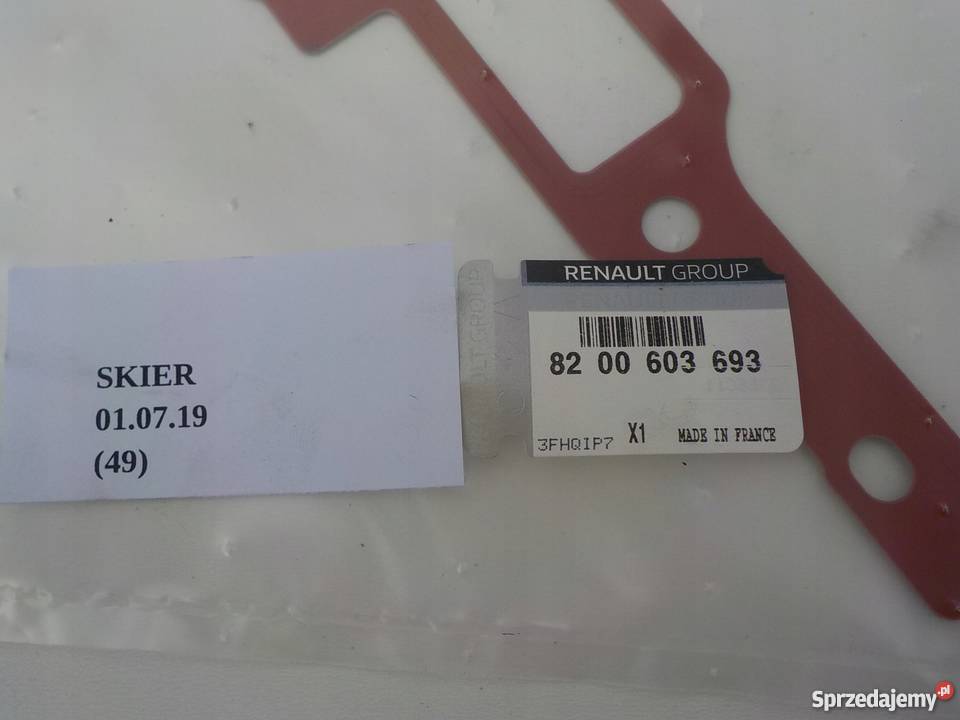 SKIER
01.07.19
(49)
RENAULT GROUP
82 00 603 693
3FHQIP7 X1 MADE IN FRANCE
Sprzedajemy.pl